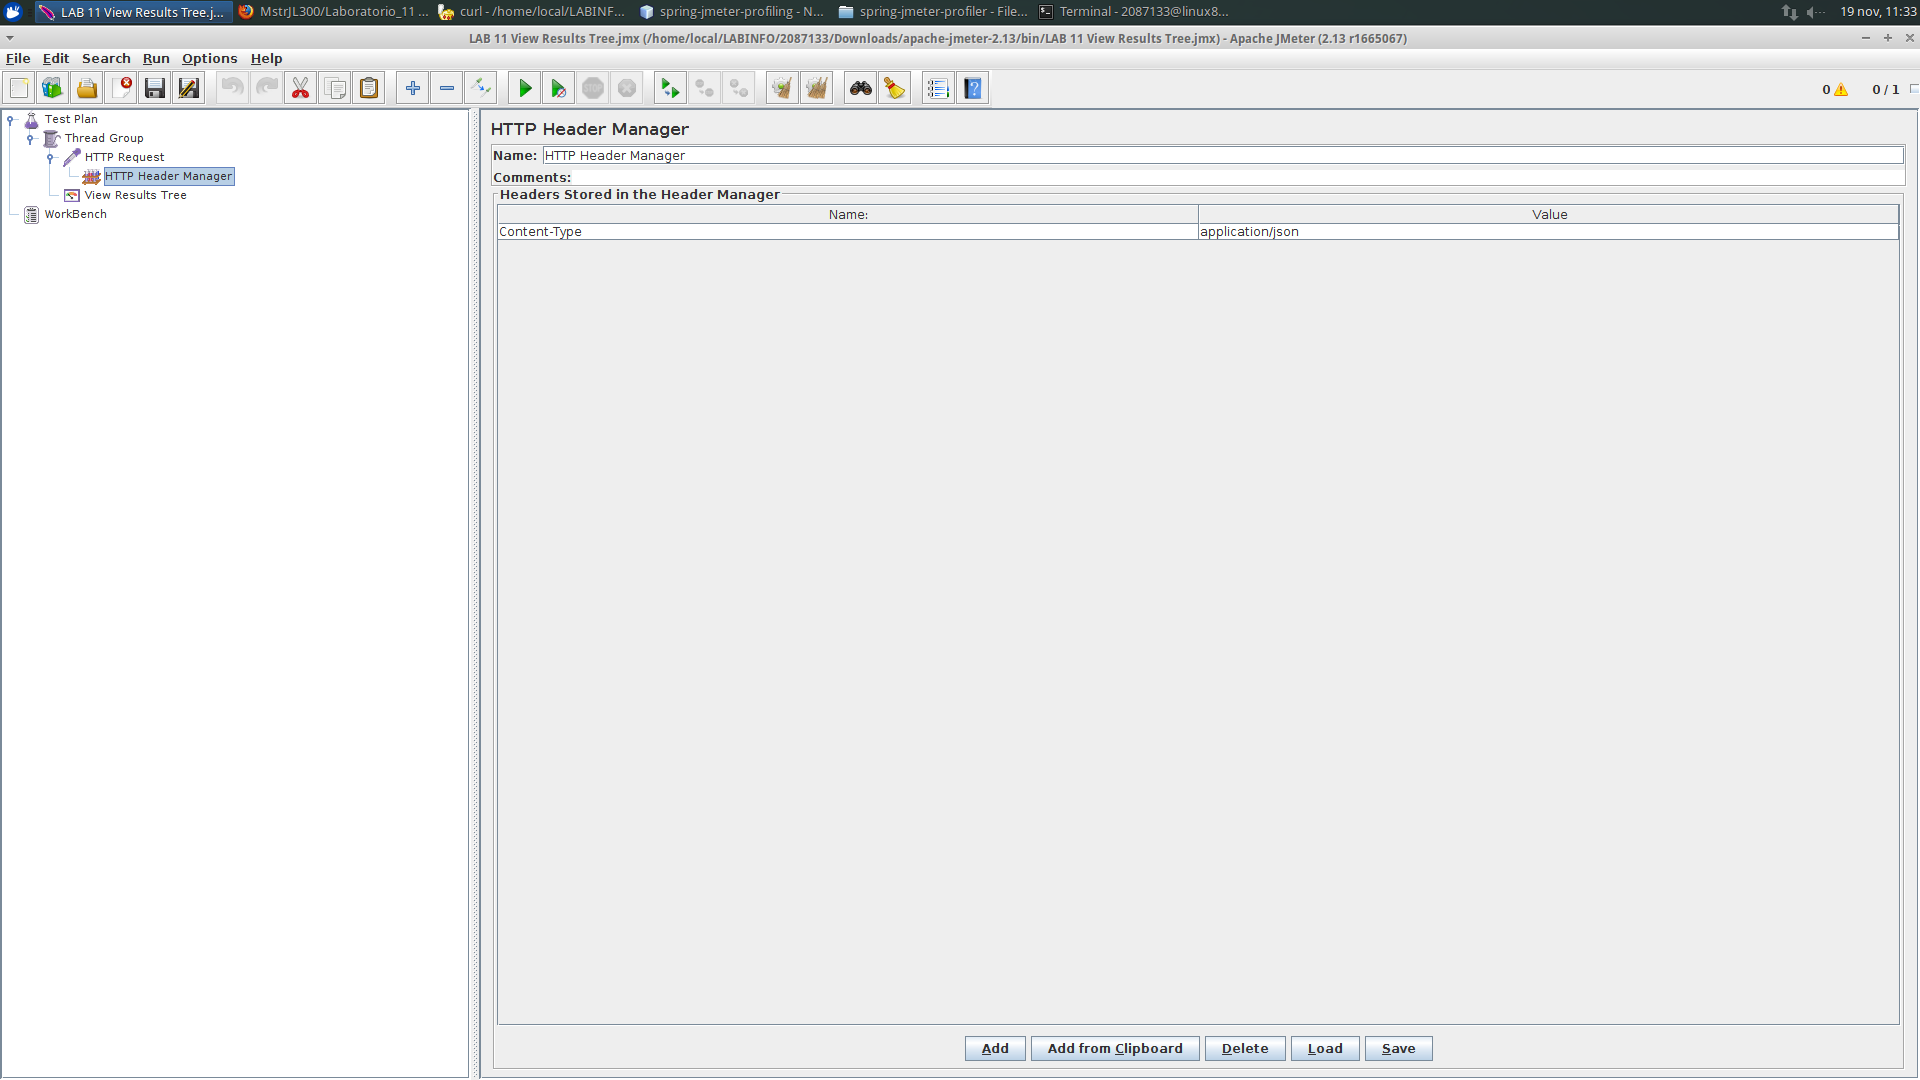 LAB 11 View Results Tree.j... MstrJL300/Laboratorio_11 ... curl - /home/local/LABINF... spring-jmeter-profiling - N... spring-jmeter-profiler - File... Terminal - 2087133@linux8... 19 nov, 11:33
LAB 11 View Results Tree.jmx (/home/local/LABINFO/2087133/Downloads/apache-jmeter-2.13/bin/LAB 11 View Results Tree.jmx) - Apache JMeter (2.13 r1665067)
File Edit Search Run Options Help
STOP 0 0 / 1
Test Plan
Thread Group
HTTP Request
HTTP Header Manager
View Results Tree
WorkBench
HTTP Header Manager
Name: HTTP Header Manager
Comments:
Headers Stored in the Header Manager
Name: Value
Content-Type application/json
Add Add from Clipboard Delete Load Save